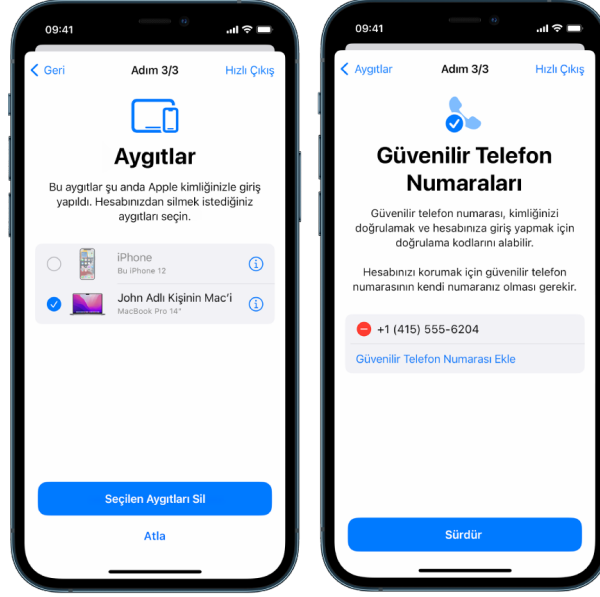 09:41
Geri
Adım 3/3
Hızlı Çıkış
Aygıtlar
Bu aygıtlar şu anda Apple kimliğinizle giriş
yapıldı. Hesabınızdan silmek istediğiniz
aygıtları seçin.
iPhone
Bu iPhone 12
John Adlı Kişinin Mac'i
MacBook Pro 14"
Seçilen Aygıtları Sil
Atla
09:41
Aygıtlar
Adım 3/3
Hızlı Çıkış
Güvenilir Telefon
Numaraları
Güvenilir telefon numarası, kimliğinizi
doğrulamak ve hesabınıza giriş yapmak için
doğrulama kodlarını alabilir.
Hesabınızı korumak için güvenilir telefon
numarasının kendi numaranız olması gerekir.
+1 (415) 555-6204
Güvenilir Telefon Numarası Ekle
Sürdür